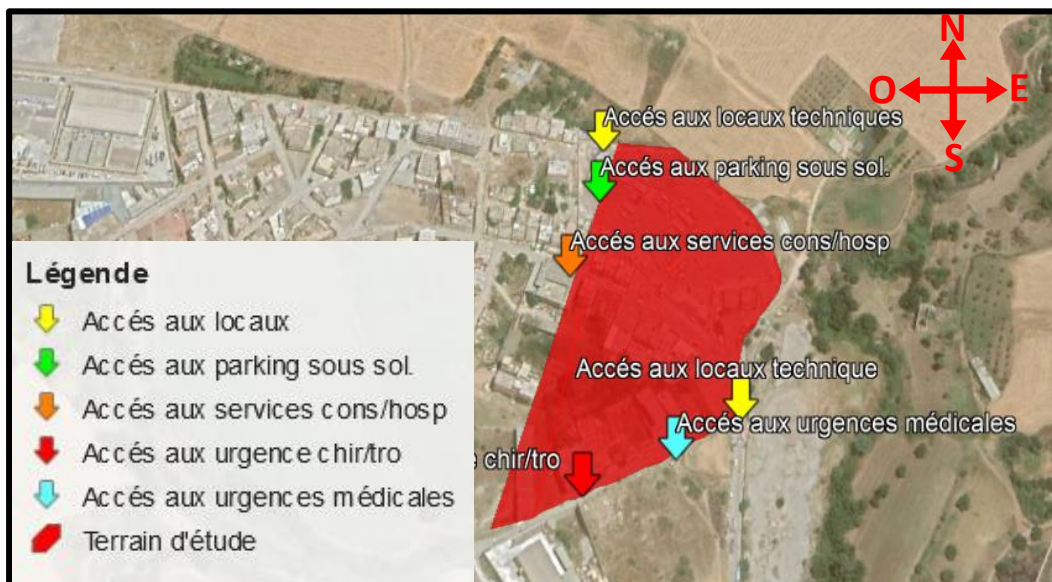 N
O E
S
Accés aux locaux techniques
Accés aux parking sous sol.
Accés aux services cons/hosp
Accés aux locaux technique
Accés aux urgences médicales
chir/tro
Légende
Accés aux locaux
Accés aux parking sous sol.
Accés aux services cons/hosp
Accés aux urgence chir/tro
Accés aux urgences médicales
Terrain d'étude